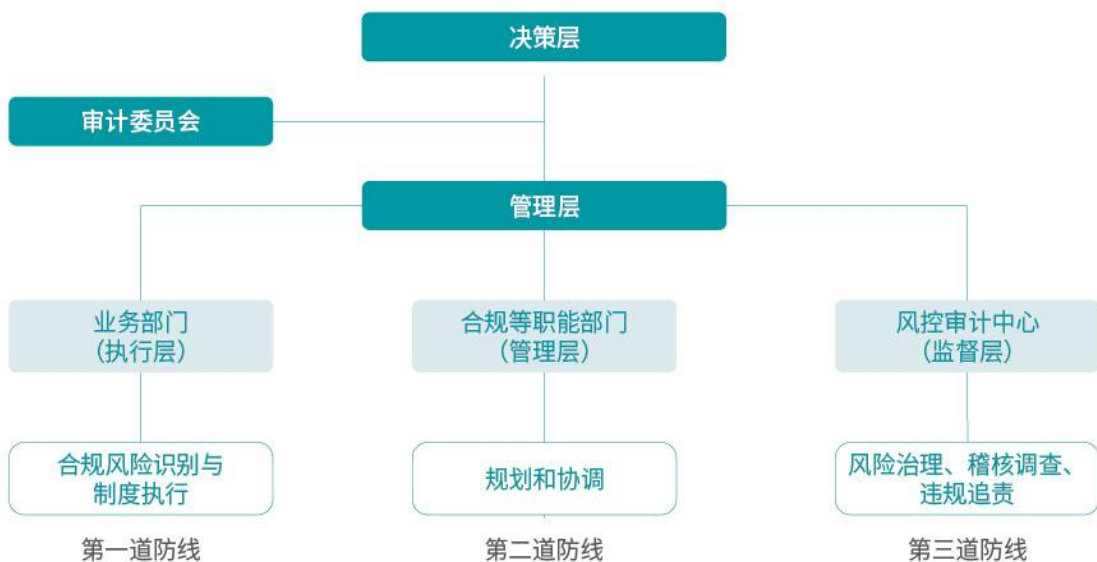 决策层
审计委员会
管理层
业务部门
（执行层）
合规等职能部门
（管理层）
风控审计中心
（监督层）
合规风险识别与
制度执行
规划和协调
风险治理、稽核调查、
违规追责
第一道防线
第二道防线
第三道防线